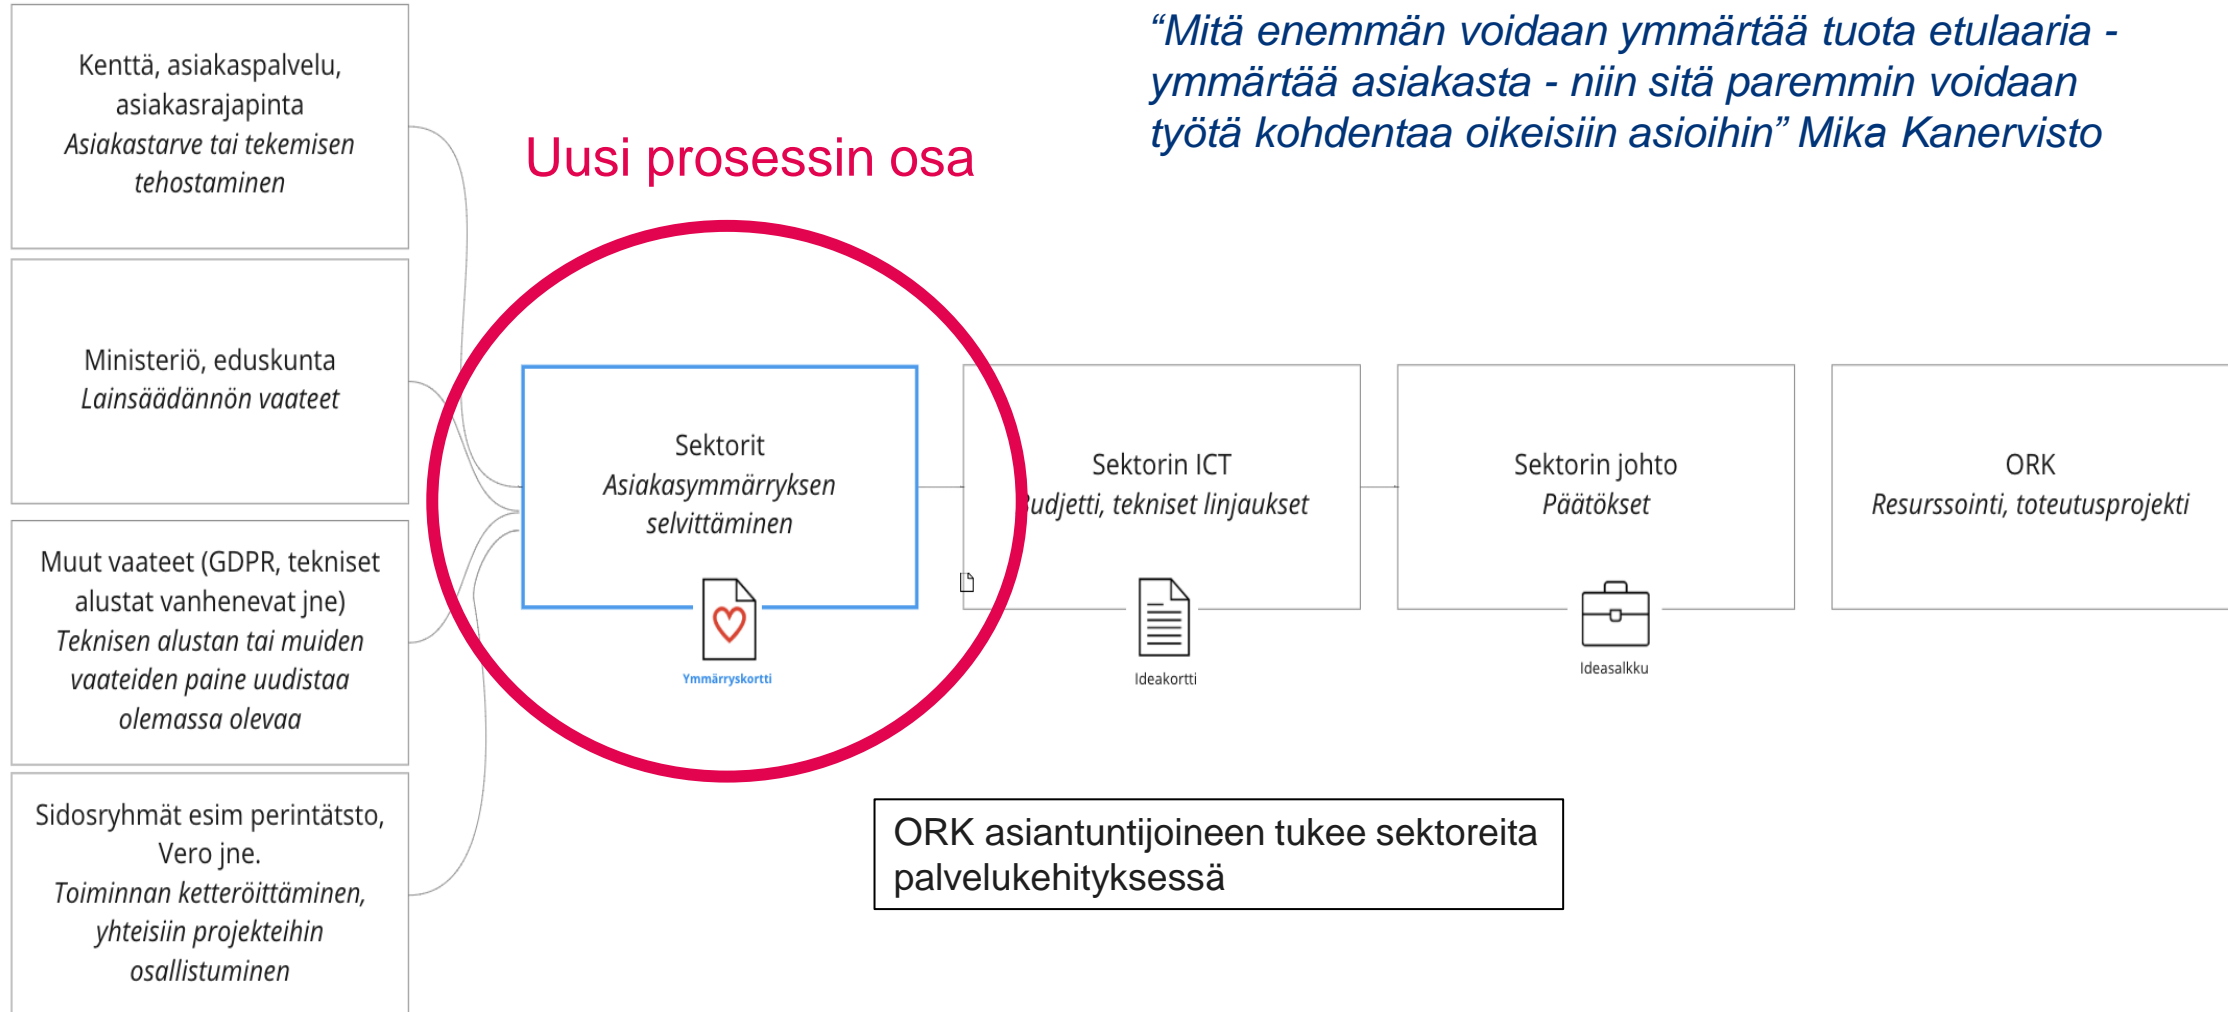 Kenttä, asiakaspalvelu,
asiakasrajapinta
Asiakastarve tai tekemisen
tehostaminen
Ministeriö, eduskunta
Lainsäädännön vaateet
Muut vaateet (GDPR, tekniset
alustat vanhenevat jne)
Teknisen alustan tai muiden
vaateiden paine uudistaa
olemassa olevaa
Sidosryhmät esim perintätsto,
Vero jne.
Toiminnan ketteröittäminen,
yhteisiin projekteihin
osallistuminen
“Mitä enemmän voidaan ymmärtää tuota etulaaria -
ymmärtää asiakasta - niin sitä paremmin voidaan
työtä kohdentaa oikeisiin asioihin” Mika Kanervisto
Uusi prosessin osa
Sektorit
Asiakasymmärryksen
selvittäminen
Ymmärryskortti
Sektorin ICT
udjetti, tekniset linjaukset
Ideakortti
Sektorin johto
Päätökset
Ideasalkku
ORK
Resurssointi, toteutusprojekti
ORK asiantuntijoineen tukee sektoreita
palvelukehityksessä